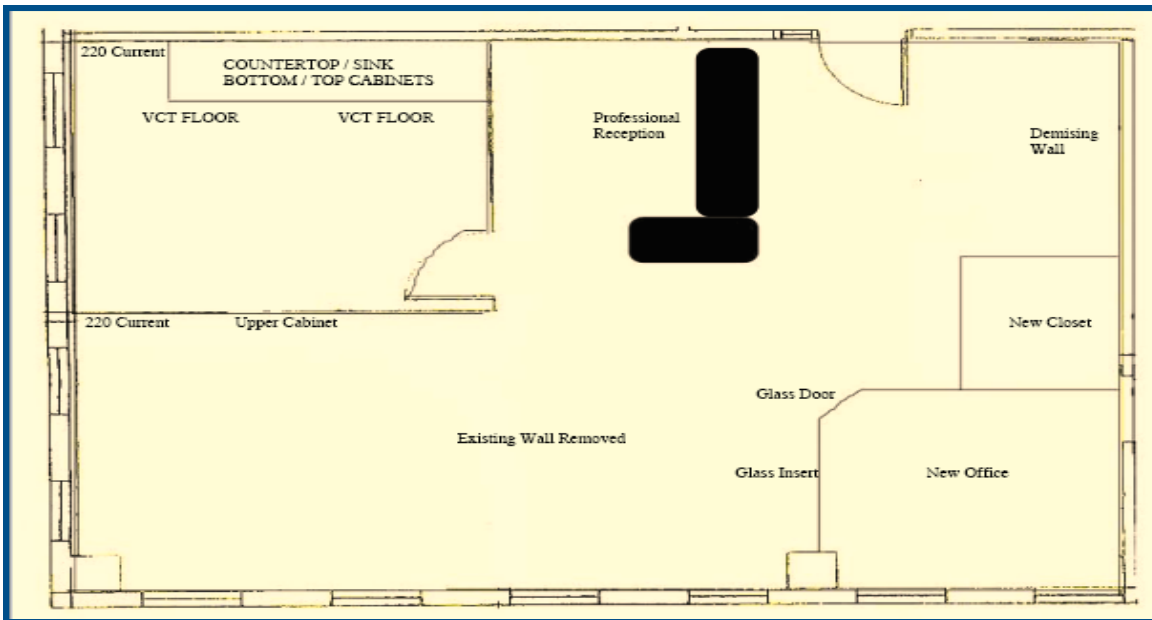 220 Current
COUNTERTOP / SINK
BOTTOM / TOP CABINETS
VCT FLOOR
VCT FLOOR
Professional
Reception
Demising
Wall
220 Current
Upper Cabinet
New Closet
Glass Door
Existing Wall Removed
Glass Insert
New Office